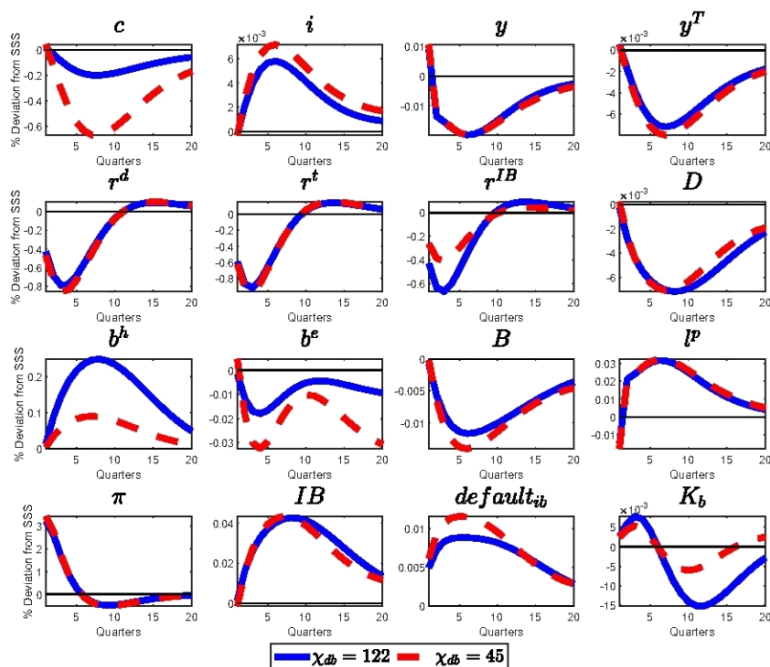 c i y y^T
% Deviation from SSS
0
-0.2
-0.4
-0.6
5 10 15 20
Quarters
×10^-3
6
4
2
0
5 10 15 20
Quarters
0.01
0
-0.01
5 10 15 20
Quarters
×10^-3
0
-2
-4
-6
5 10 15 20
Quarters
r^d r^t r^IB D
% Deviation from SSS
0
-0.2
-0.4
-0.6
-0.8
5 10 15 20
Quarters
0
-0.2
-0.4
-0.6
-0.8
5 10 15 20
Quarters
0
-0.2
-0.4
-0.6
5 10 15 20
Quarters
×10^-3
0
-2
-4
-6
5 10 15 20
Quarters
b^h b^e B l^p
% Deviation from SSS
0.2
0.1
0
5 10 15 20
Quarters
0
-0.01
-0.02
-0.03
5 10 15 20
Quarters
0
-0.005
-0.01
5 10 15 20
Quarters
0.03
0.02
0.01
0
-0.01
5 10 15 20
Quarters
π IB default_ib K_b
% Deviation from SSS
3
2
1
0
5 10 15 20
Quarters
0.04
0.02
0
5 10 15 20
Quarters
0.01
0.005
0
5 10 15 20
Quarters
×10^-3
5
0
-5
-10
-15
5 10 15 20
Quarters
χ_db = 122 χ_db = 45